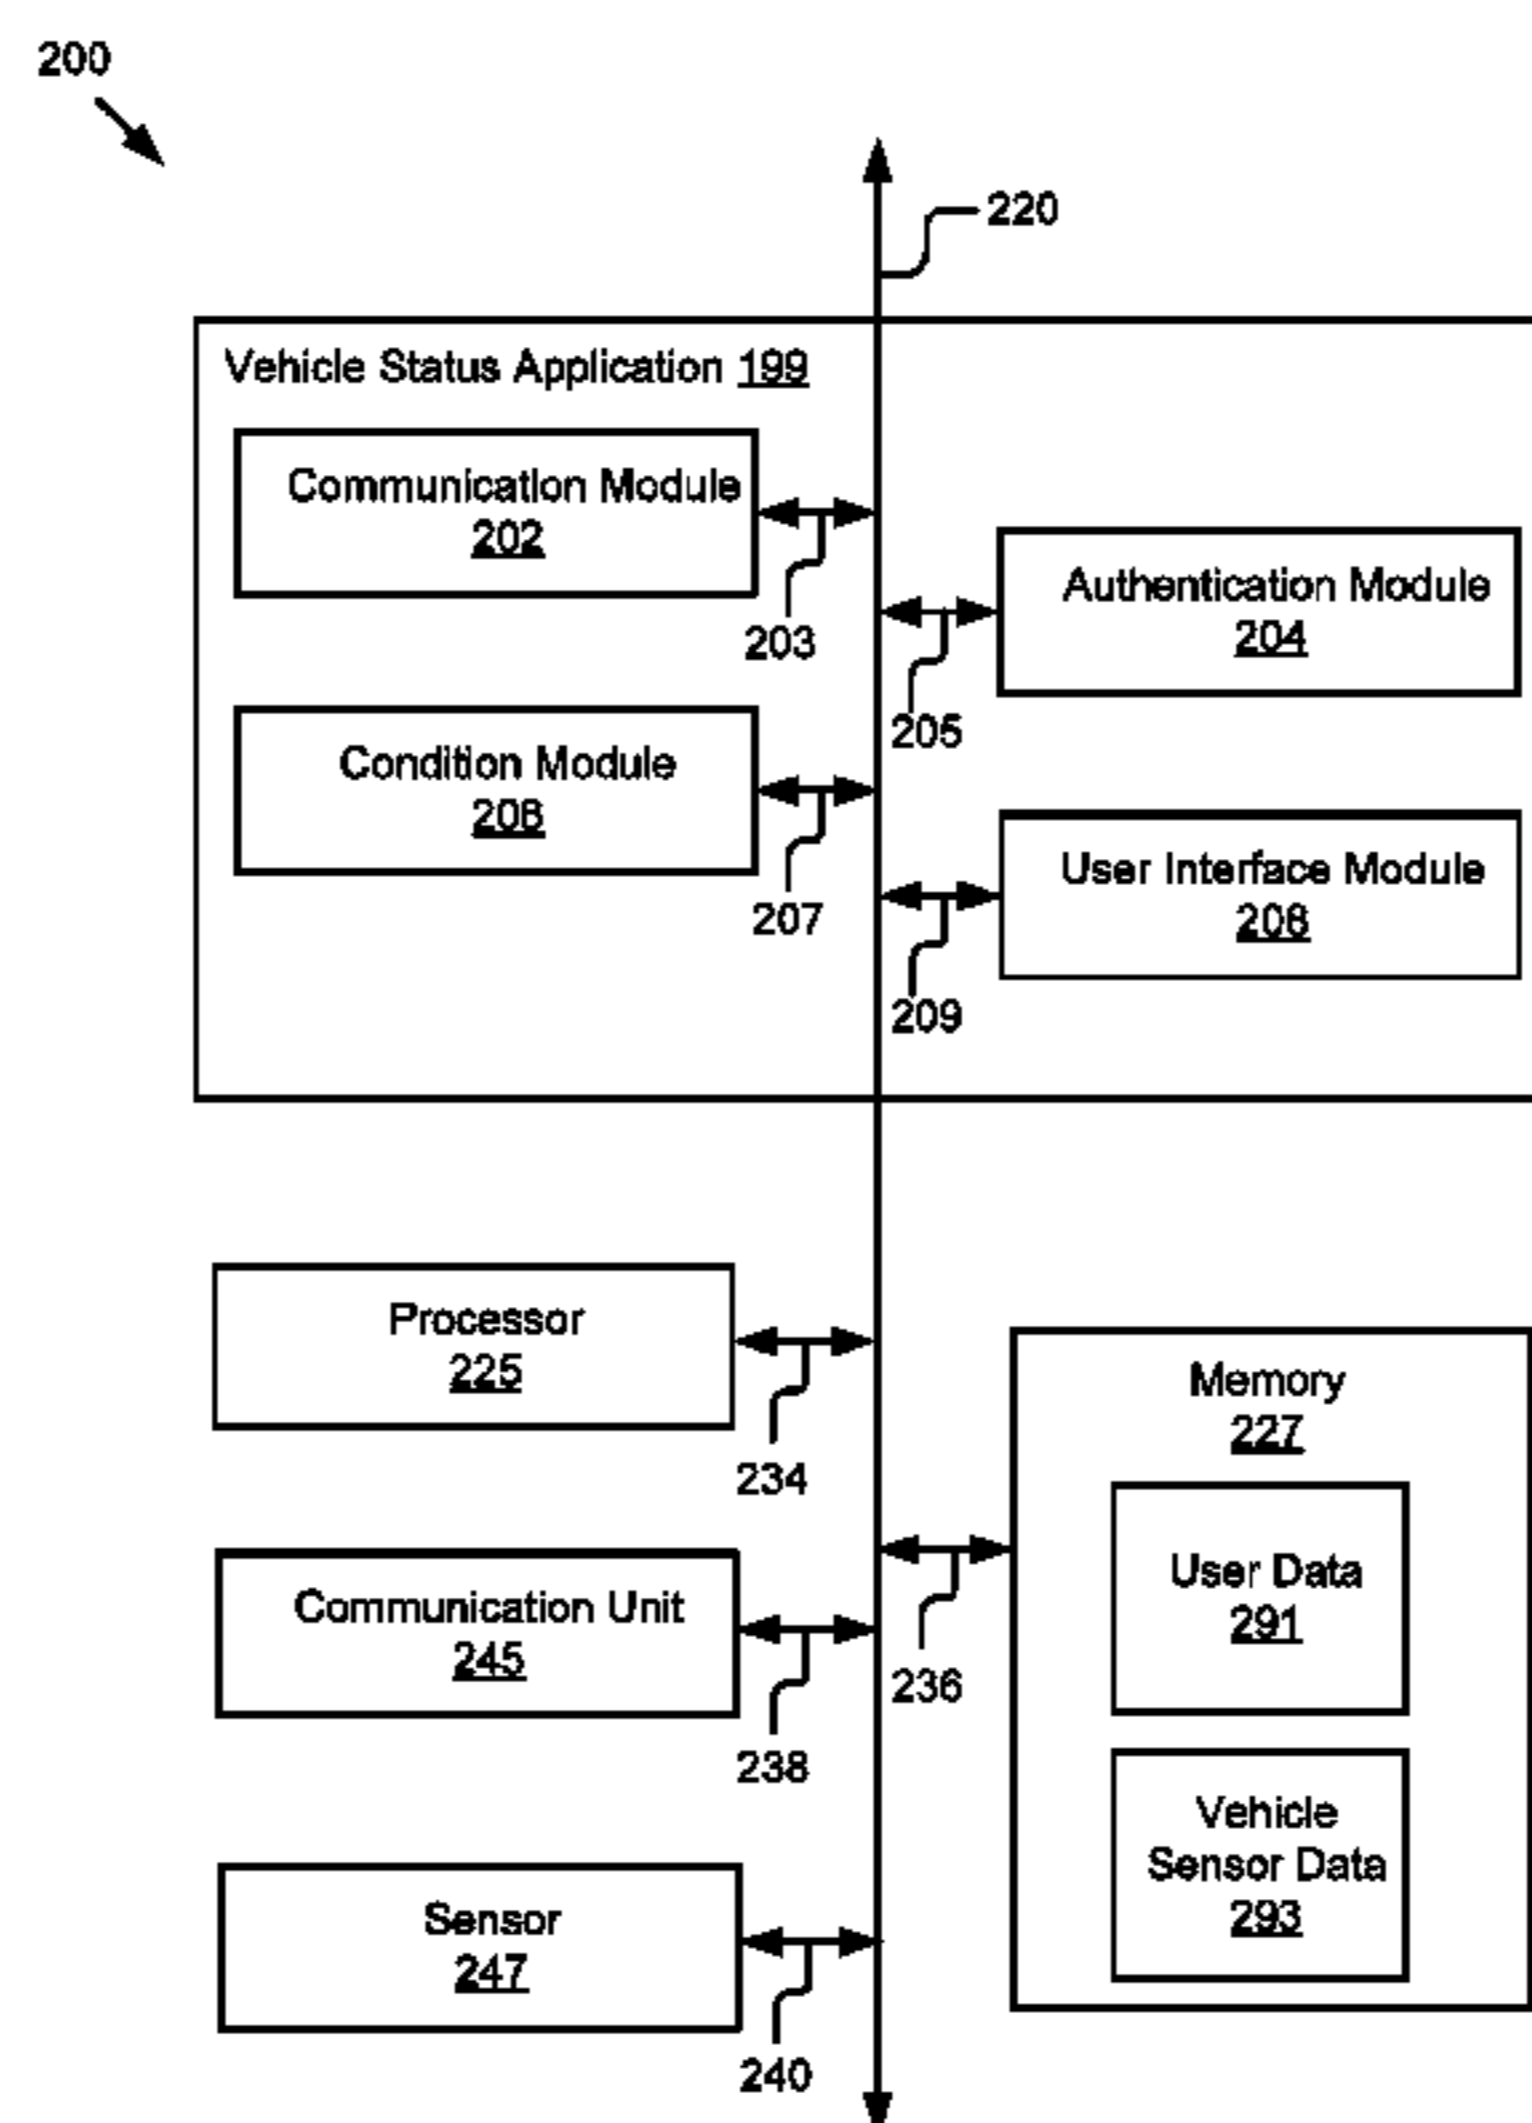 200
220
Vehicle Status Application 199
Communication Module
202
203
Authentication Module
204
205
Condition Module
206
207
User Interface Module
208
209
Processor
225
234
Memory
227
User Data
291
236
Communication Unit
245
238
Vehicle
Sensor Data
293
Sensor
247
240